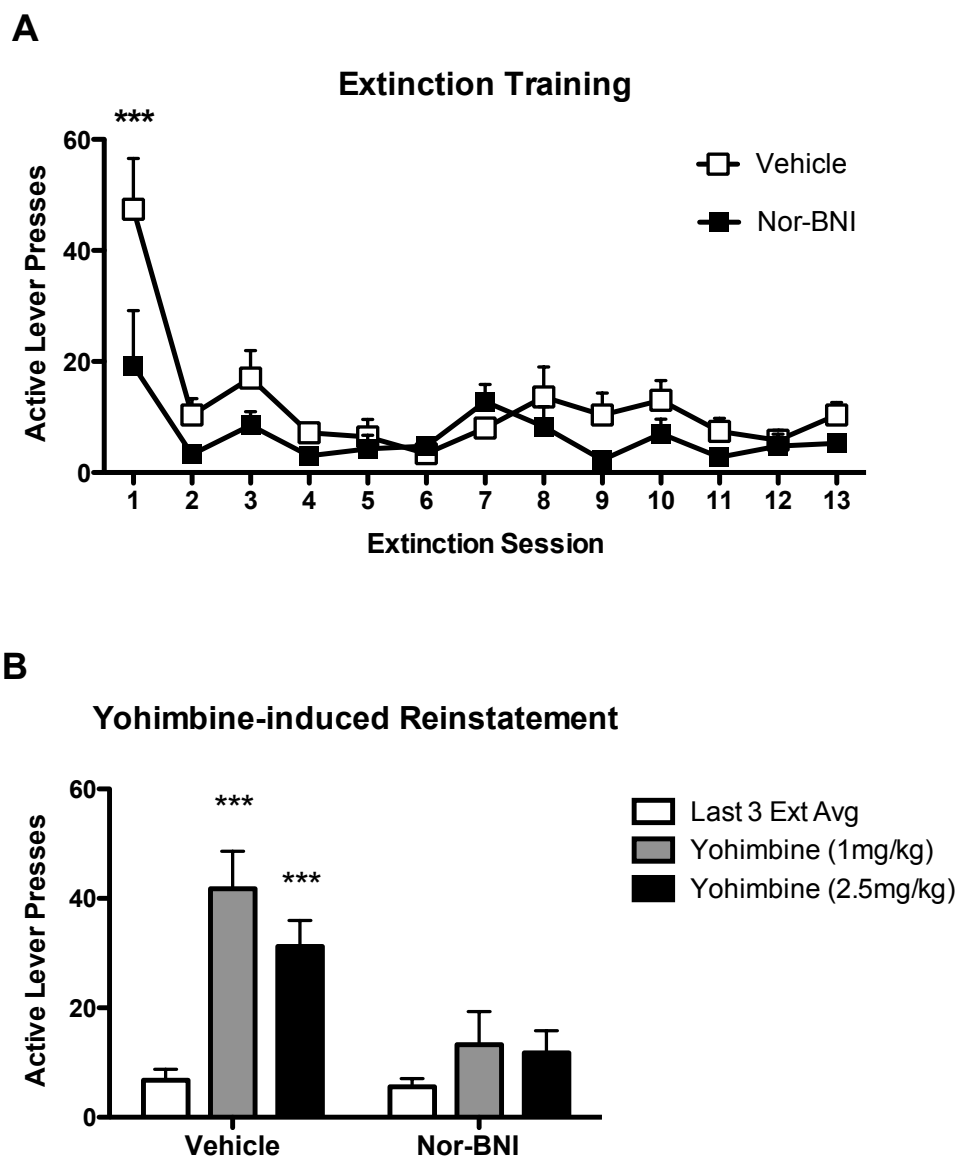 A
Extinction Training
***
60
40
20
0
Active Lever Presses
Vehicle
Nor-BNI
1 2 3 4 5 6 7 8 9 10 11 12 13
Extinction Session
B
Yohimbine-induced Reinstatement
60
40
20
0
Active Lever Presses
***
***
Last 3 Ext Avg
Yohimbine (1mg/kg)
Yohimbine (2.5mg/kg)
Vehicle Nor-BNI